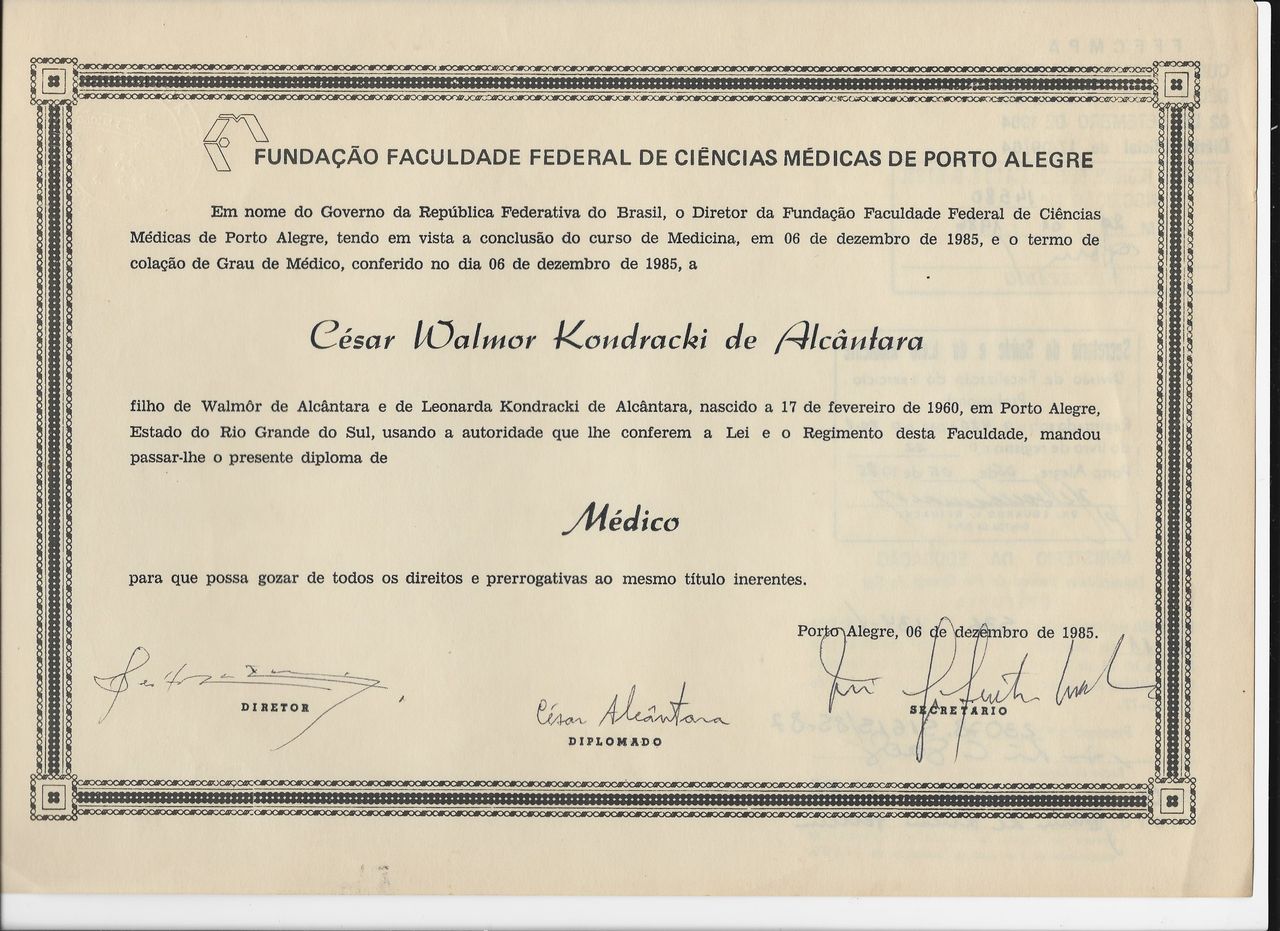 FUNDAÇÃO FACULDADE FEDERAL DE CIÊNCIAS MÉDICAS DE PORTO ALEGRE
Em nome do Governo da República Federativa do Brasil, o Diretor da Fundação Faculdade Federal de Ciências
Médicas de Porto Alegre, tendo em vista a conclusão do curso de Medicina, em 06 de dezembro de 1985, e o termo de
colação de Grau de Médico, conferido no dia 06 de dezembro de 1985, a
César Walmor Kondracki de Alcântara
filho de Walmôr de Alcântara e de Leonarda Kondracki de Alcântara, nascido a 17 de fevereiro de 1960, em Porto Alegre,
Estado do Rio Grande do Sul, usando a autoridade que lhe conferem a Lei e o Regimento desta Faculdade, mandou
passar-lhe o presente diploma de
Médico
para que possa gozar de todos os direitos e prerrogativas ao mesmo título inerentes.
Porto Alegre, 06 de dezembro de 1985.
DIRETOR
César Alcântara
DIPLOMADO
SECRETARIO